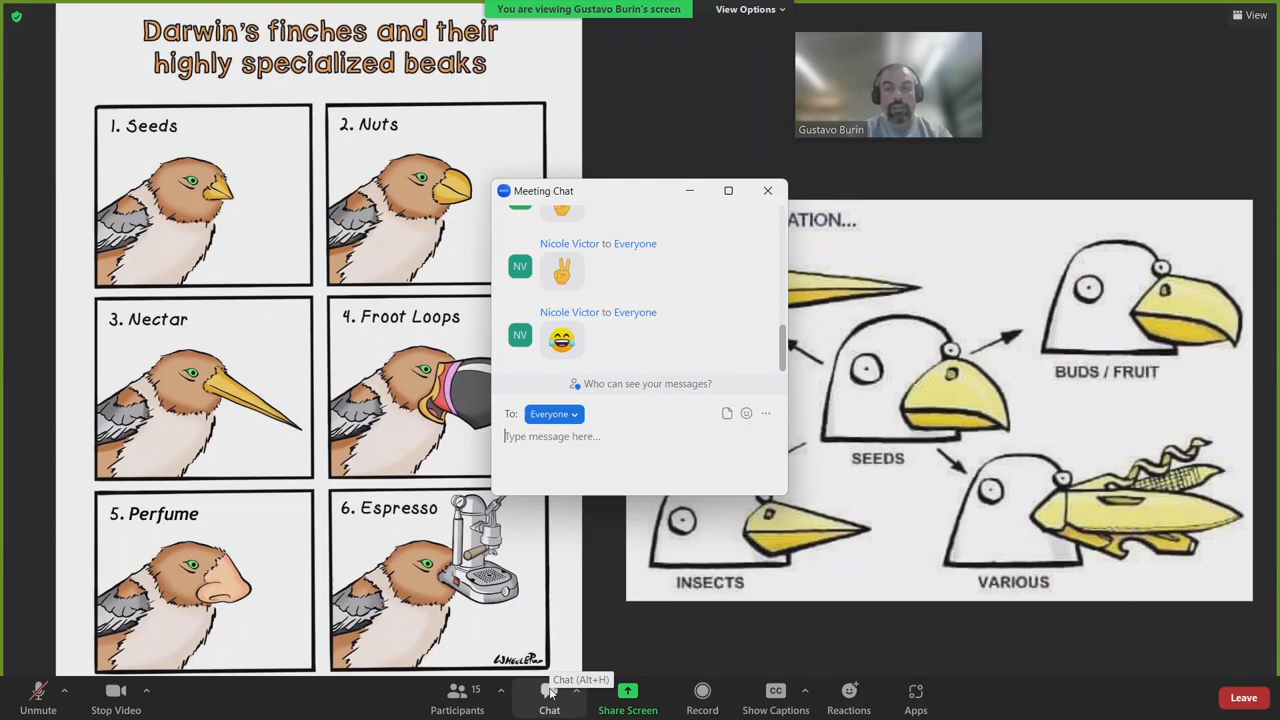 You are viewing Gustavo Burin's screen
View Options
View
Darwin's finches and their
highly specialized beaks
1. Seeds
2. Nuts
3. Nectar
4. Froot Loops
5. Perfume
6. Espresso
Gustavo Burin
Meeting Chat
Nicole Victor to Everyone
NV
Nicole Victor to Everyone
NV
Who can see your messages?
To: Everyone
Type message here...
ATION...
BUDS / FRUIT
SEEDS
INSECTS
VARIOUS
Chat (Alt+H)
Unmute
Stop Video
15
Participants
Chat
Share Screen
Record
CC
Show Captions
Reactions
Apps
Leave